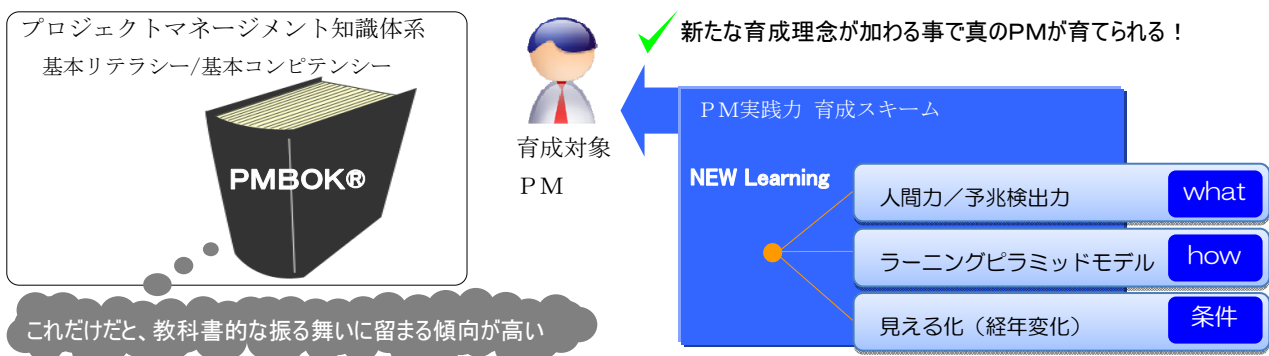 プロジェクトマネージメント知識体系
基本リテラシー/基本コンピテンシー
PMBOK®
これだけだと、教科書的な振る舞いに留まる傾向が高い
育成対象
ＰＭ
新たな育成理念が加わる事で真のPMが育てられる！
ＰＭ実践力 育成スキーム
NEW Learning
人間力／予兆検出力
what
ラーニングピラミッドモデル
how
見える化（経年変化）
条件